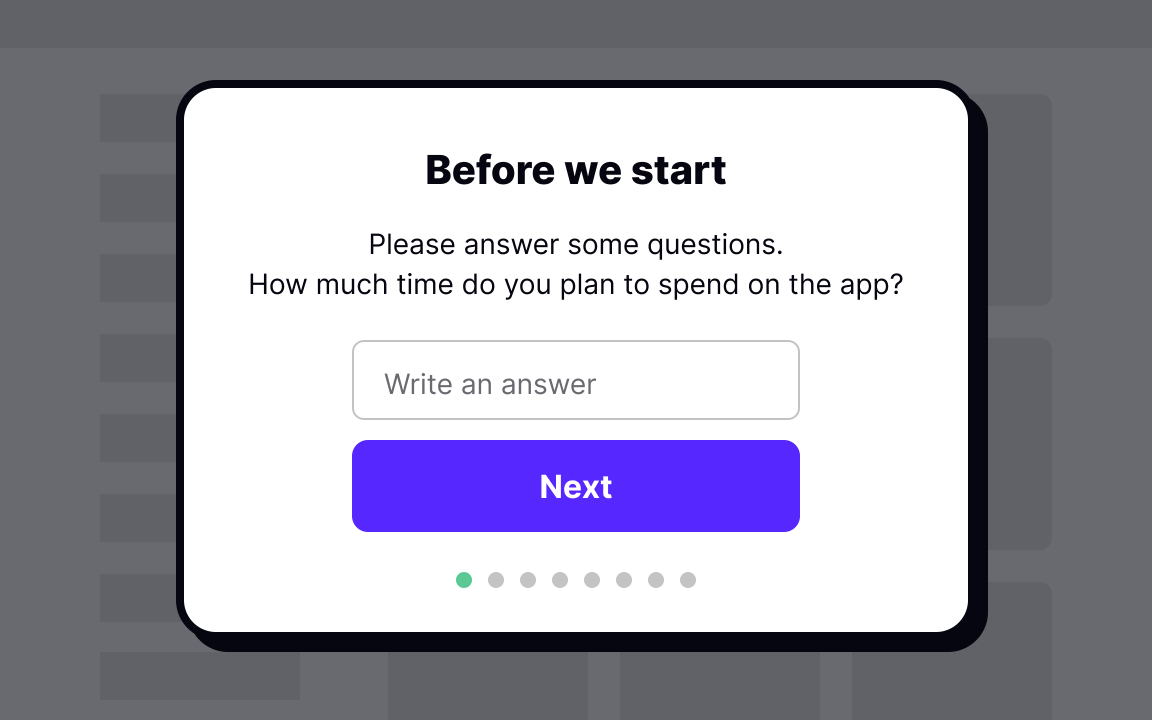 Before we start
Please answer some questions.
How much time do you plan to spend on the app?
Write an answer
Next